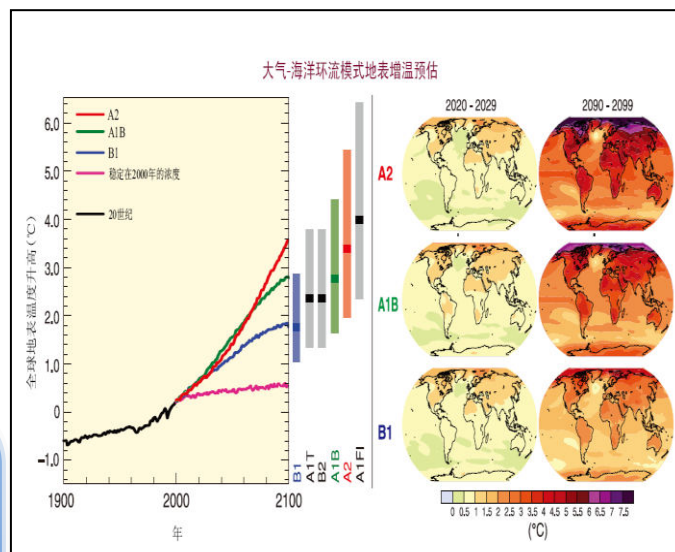 大气-海洋环流模式地表增温预估
6.0
5.0
4.0
3.0
2.0
1.0
0
-1.0
全球地表温度升高(℃)
A2
A1B
B1
稳定在2000年的浓度
20世纪
1900
2000
2100
年
B1
A1T
B2
A1B
A2
A1FI
2020 - 2029
2090 - 2099
A2
A1B
B1
0 0.5 1 1.5 2 2.5 3 3.5 4 4.5 5 5.5 6 6.5 7 7.5
(°C)